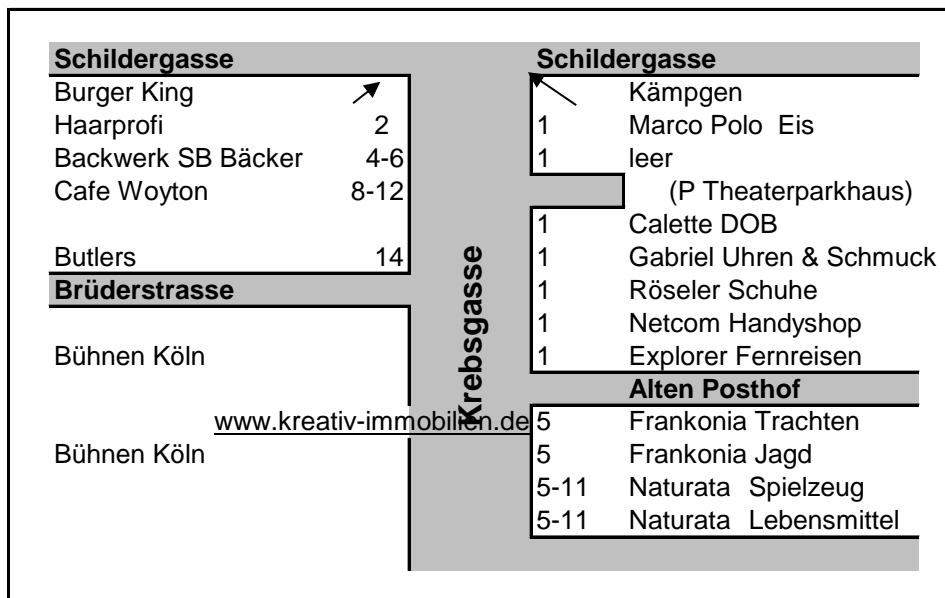 Schildergasse
Burger King
Haarprofi 2
Backwerk SB Bäcker 4-6
Cafe Woyton 8-12
Butlers 14
Brüderstrasse
Bühnen Köln
Bühnen Köln
Krebsgasse
www.kreativ-immobilien.de
Schildergasse
Kämpgen
1 Marco Polo Eis
1 leer
(P Theaterparkhaus)
1 Calette DOB
1 Gabriel Uhren & Schmuck
1 Röseler Schuhe
1 Netcom Handyshop
1 Explorer Fernreisen
Alten Posthof
5 Frankonia Trachten
5 Frankonia Jagd
5-11 Naturata Spielzeug
5-11 Naturata Lebensmittel